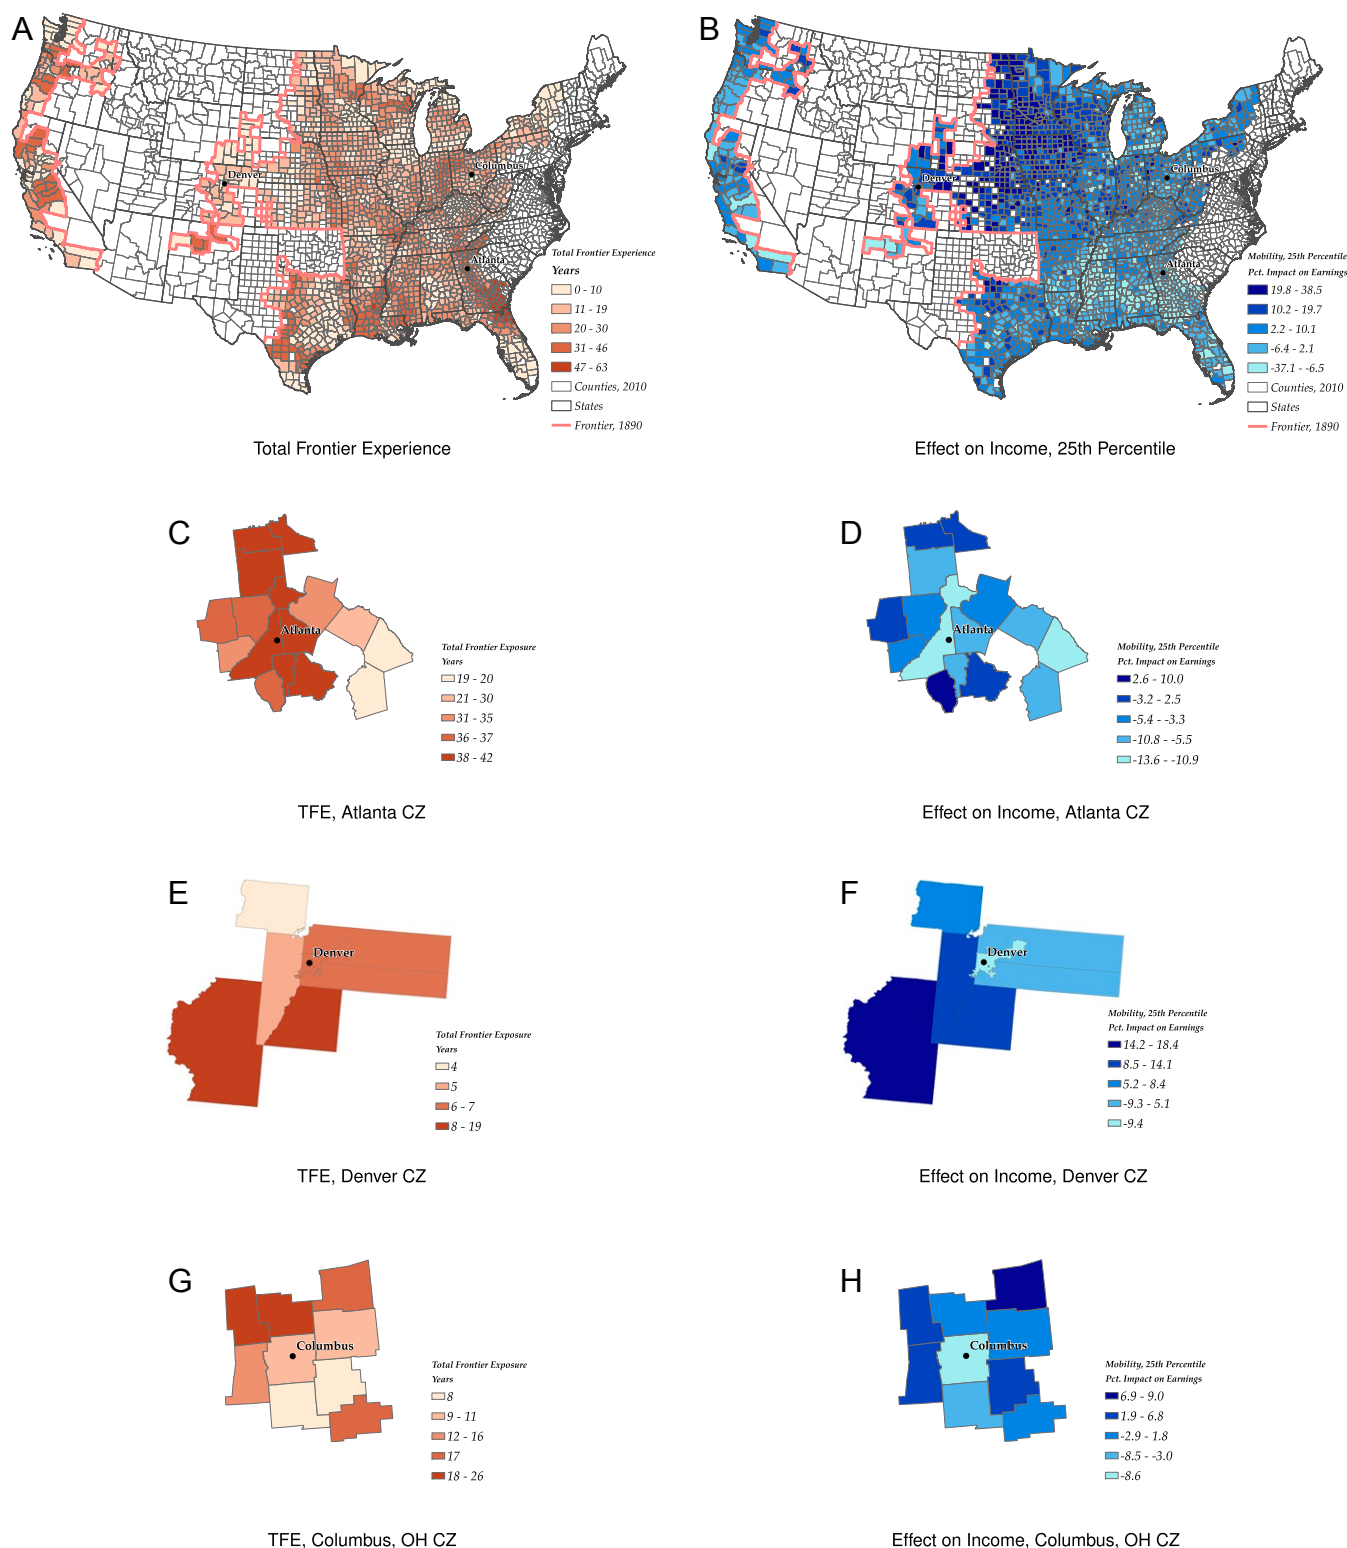 A
B
Columbus
Denver
Atlanta
Total Frontier Experience
Years
0 - 10
11 - 19
20 - 30
31 - 46
47 - 63
Counties, 2010
States
Frontier, 1890
Total Frontier Experience
Columbus
Denver
Atlanta
Mobility, 25th Percentile
Pct. Impact on Earnings
19.8 - 38.5
10.2 - 19.7
2.2 - 10.1
-6.4 - 2.1
-37.1 - -6.5
Counties, 2010
States
Frontier, 1890
Effect on Income, 25th Percentile
C
Atlanta
Total Frontier Exposure
Years
19 - 20
21 - 30
31 - 35
36 - 37
38 - 42
TFE, Atlanta CZ
D
Atlanta
Mobility, 25th Percentile
Pct. Impact on Earnings
2.6 - 10.0
-3.2 - 2.5
-5.4 - -3.3
-10.8 - -5.5
-13.6 - -10.9
Effect on Income, Atlanta CZ
E
Denver
Total Frontier Exposure
Years
4
5
6 - 7
8 - 19
TFE, Denver CZ
F
Denver
Mobility, 25th Percentile
Pct. Impact on Earnings
14.2 - 18.4
8.5 - 14.1
5.2 - 8.4
-9.3 - 5.1
-9.4
Effect on Income, Denver CZ
G
Columbus
Total Frontier Exposure
Years
8
9 - 11
12 - 16
17
18 - 26
TFE, Columbus, OH CZ
H
Columbus
Mobility, 25th Percentile
Pct. Impact on Earnings
6.9 - 9.0
1.9 - 6.8
-2.9 - 1.8
-8.5 - -3.0
-8.6
Effect on Income, Columbus, OH CZ